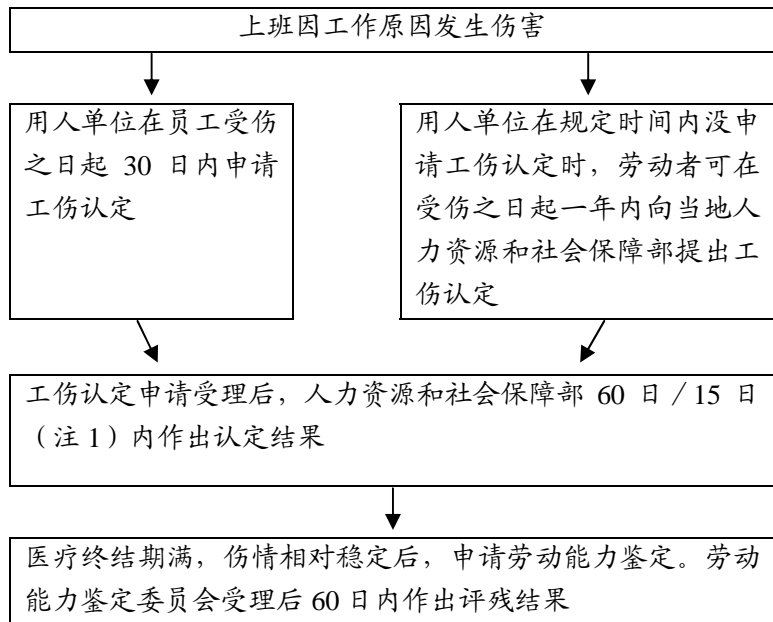 上班因工作原因发生伤害
用人单位在员工受伤
之日起 30 日内申请
工伤认定
用人单位在规定时间内没申
请工伤认定时，劳动者可在
受伤之日起一年内向当地人
力资源和社会保障部提出工
伤认定
工伤认定申请受理后，人力资源和社会保障部 60 日／15 日
（注 1）内作出认定结果
医疗终结期满，伤情相对稳定后，申请劳动能力鉴定。劳动
能力鉴定委员会受理后 60 日内作出评残结果